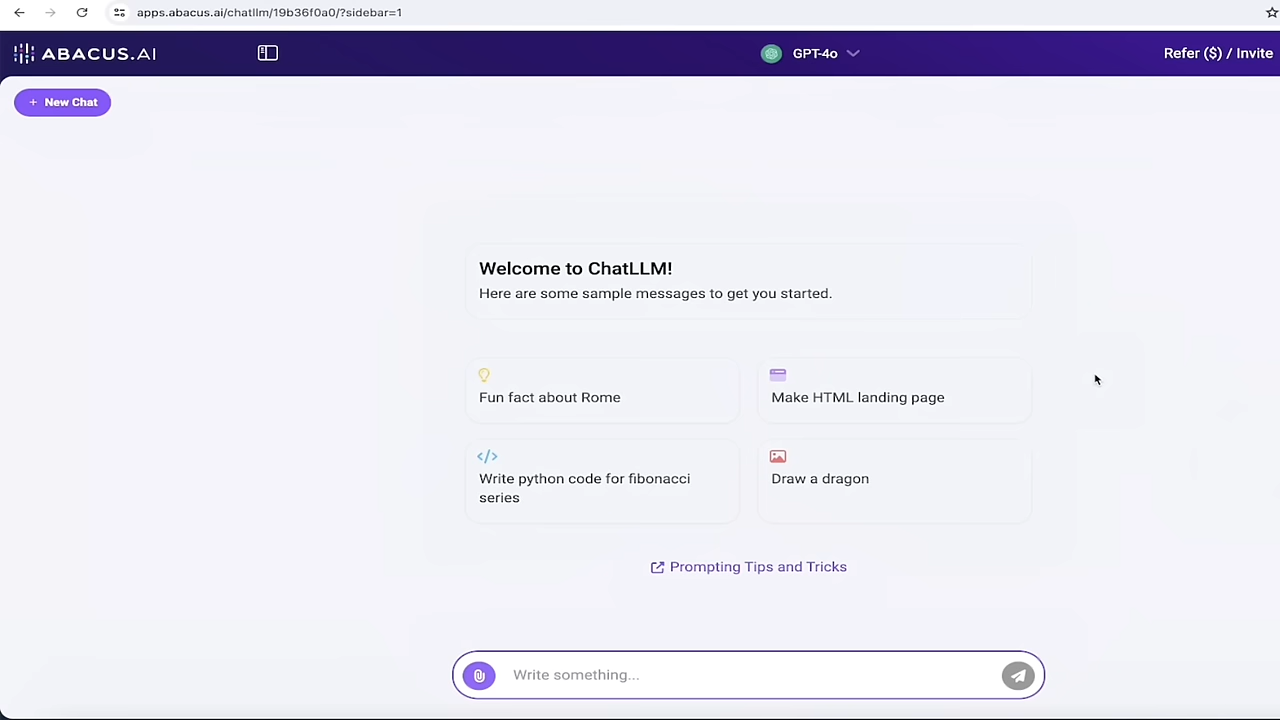 apps.abacus.ai/chatllm/19b36f0a0/?sidebar=1
ABACUS.AI
GPT-4o
Refer ($) / Invite
+ New Chat
Welcome to ChatLLM!
Here are some sample messages to get you started.
Fun fact about Rome
Make HTML landing page
</> 
Write python code for fibonacci
series
Draw a dragon
Prompting Tips and Tricks
Write something...